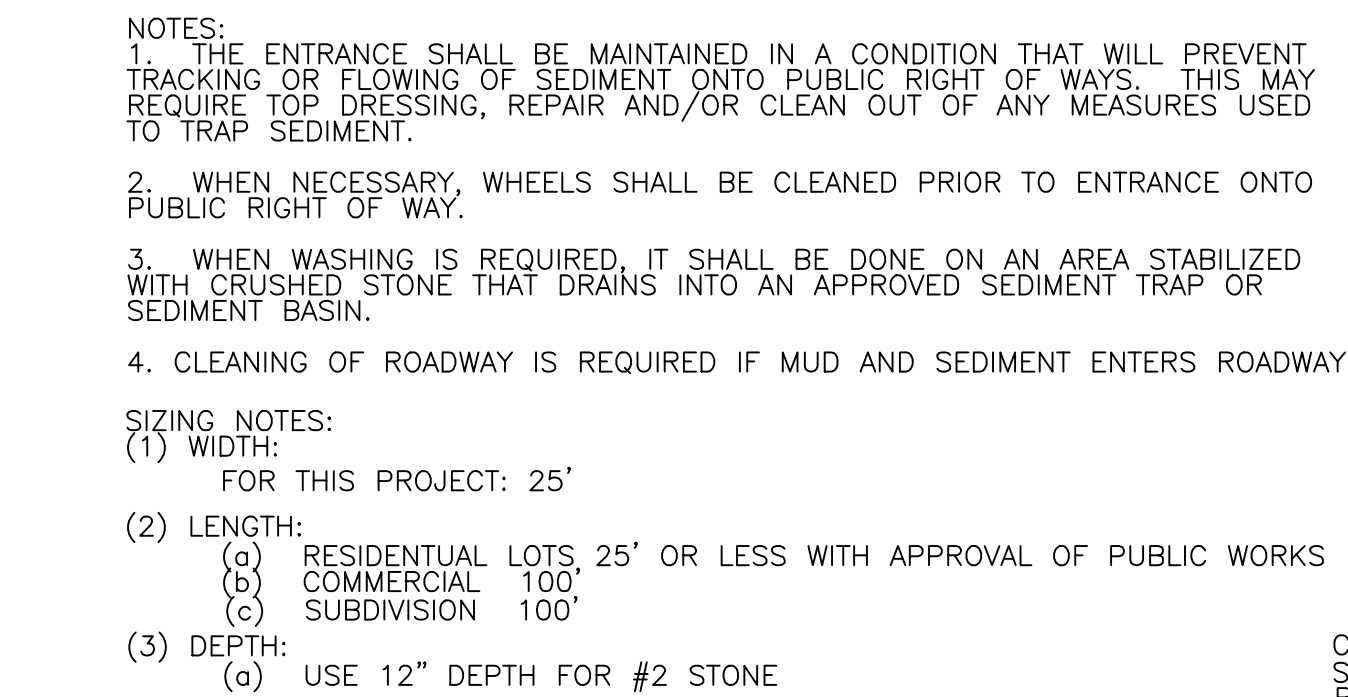 NOTES:
1. THE ENTRANCE SHALL BE MAINTAINED IN A CONDITION THAT WILL PREVENT
TRACKING OR FLOWING OF SEDIMENT ONTO PUBLIC RIGHT OF WAYS. THIS MAY
REQUIRE TOP DRESSING, REPAIR AND/OR CLEAN OUT OF ANY MEASURES USED
TO TRAP SEDIMENT.
2. WHEN NECESSARY, WHEELS SHALL BE CLEANED PRIOR TO ENTRANCE ONTO
PUBLIC RIGHT OF WAY.
3. WHEN WASHING IS REQUIRED, IT SHALL BE DONE ON AN AREA STABILIZED
WITH CRUSHED STONE THAT DRAINS INTO AN APPROVED SEDIMENT TRAP OR
SEDIMENT BASIN.
4. CLEANING OF ROADWAY IS REQUIRED IF MUD AND SEDIMENT ENTERS ROADWAY
SIZING NOTES:
(1) WIDTH:
FOR THIS PROJECT: 25'
(2) LENGTH:
(a) RESIDENTUAL LOTS, 25' OR LESS WITH APPROVAL OF PUBLIC WORKS
(b) COMMERCIAL 100'
(c) SUBDIVISION 100'
(3) DEPTH:
(a) USE 12" DEPTH FOR #2 STONE